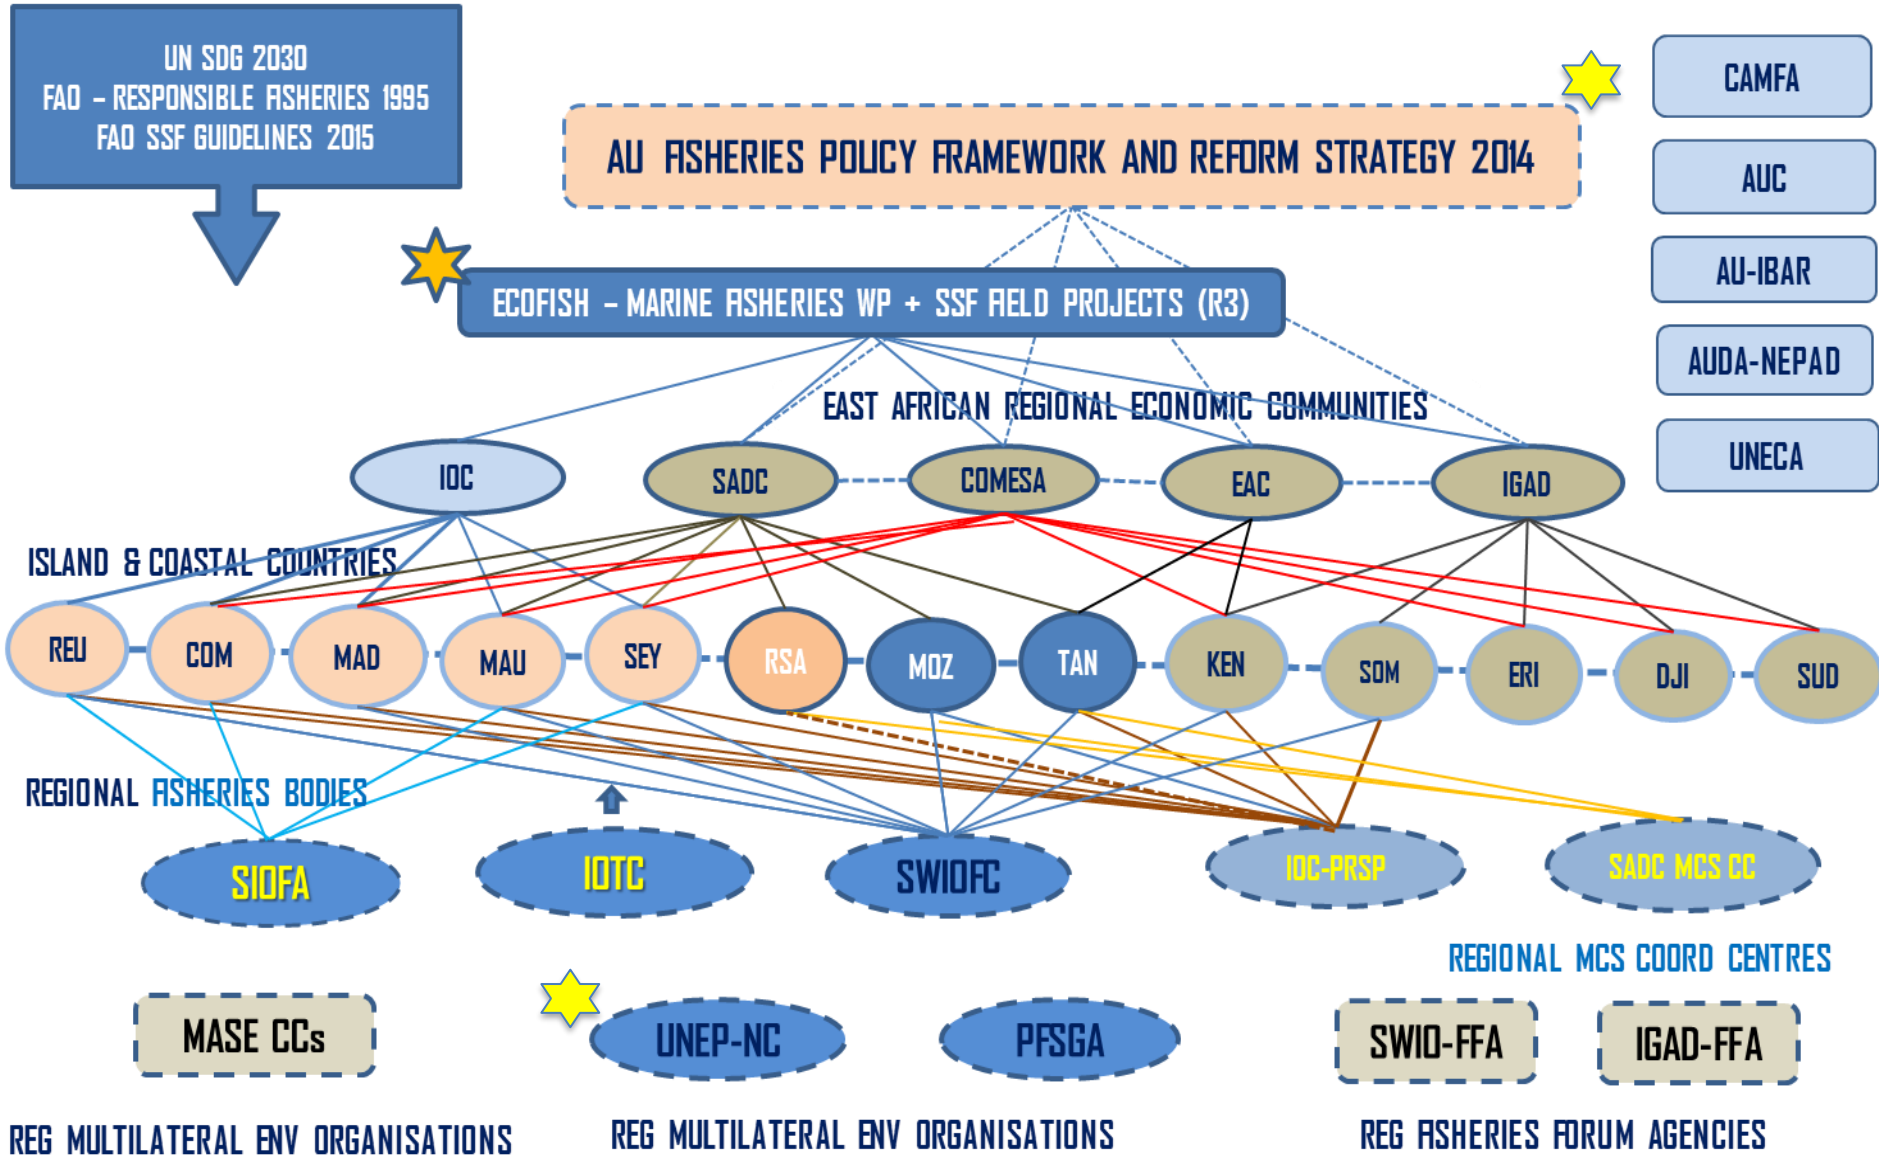 UN SDG 2030
FAO – RESPONSIBLE FISHERIES 1995
FAO SSF GUIDELINES 2015
AU FISHERIES POLICY FRAMEWORK AND REFORM STRATEGY 2014
CAMFA
AUC
AU-IBAR
AUDA-NEPAD
UNECA
ECOFISH – MARINE FISHERIES WP + SSF FIELD PROJECTS (R3)
EAST AFRICAN REGIONAL ECONOMIC COMMUNITIES
IOC
SADC
COMESA
EAC
IGAD
ISLAND & COASTAL COUNTRIES
REU
COM
MAD
MAU
SEY
RSA
MOZ
TAN
KEN
SOM
ERI
DJI
SUD
REGIONAL FISHERIES BODIES
SIOFA
IOTC
SWIOFC
IOC-PRSP
SADC MCS CC
REGIONAL MCS COORD CENTRES
MASE CCs
UNEP-NC
PFSGA
SWIO-FFA
IGAD-FFA
REG MULTILATERAL ENV ORGANISATIONS
REG MULTILATERAL ENV ORGANISATIONS
REG FISHERIES FORUM AGENCIES